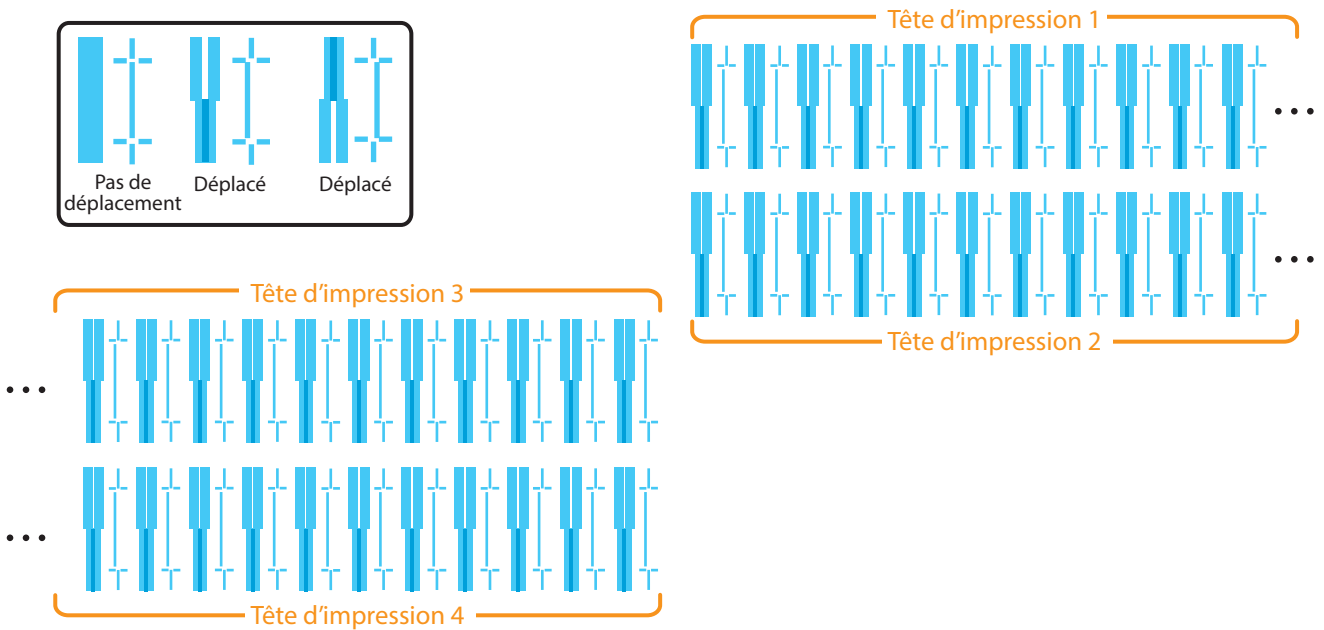 Pas de
déplacement
Déplacé
Déplacé
Tête d'impression 1
Tête d'impression 2
Tête d'impression 3
Tête d'impression 4